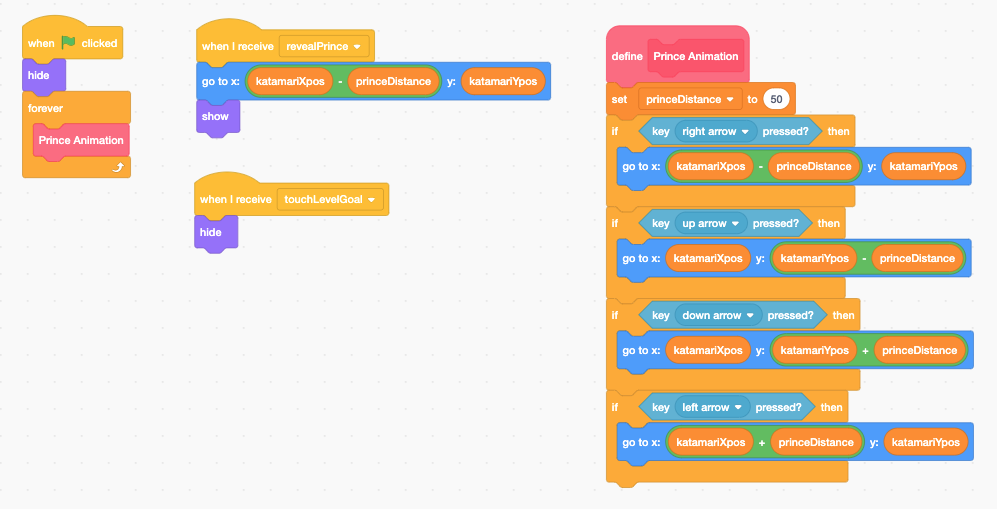 when clicked
hide
forever
Prince Animation
when I receive revealPrince
go to x: katamariXpos - princeDistance y: katamariYpos
show
when I receive touchLevelGoal
hide
define Prince Animation
set princeDistance to 50
if key right arrow pressed? then
go to x: katamariXpos - princeDistance y: katamariYpos
if key up arrow pressed? then
go to x: katamariXpos y: katamariYpos - princeDistance
if key down arrow pressed? then
go to x: katamariXpos y: katamariYpos + princeDistance
if key left arrow pressed? then
go to x: katamariXpos + princeDistance y: katamariYpos